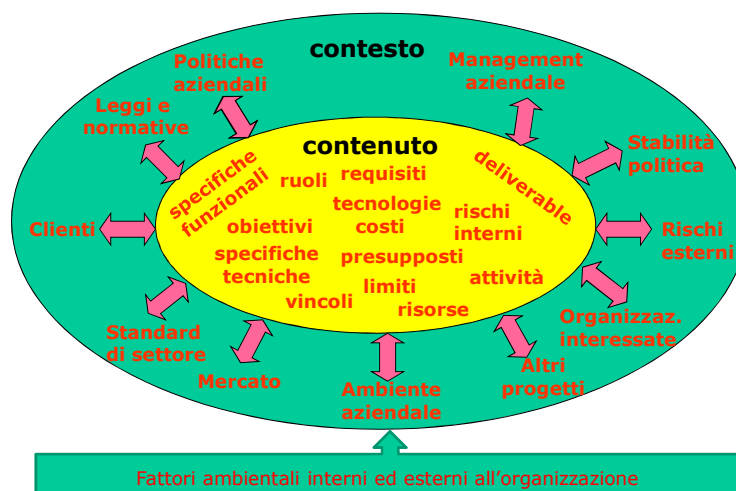 contesto
Politiche
aziendali
Management
aziendale
Leggi e
normative
Stabilità
politica
Clienti
Rischi
esterni
Standard
di settore
Organizzaz.
interessate
Mercato
Ambiente
aziendale
Altri
progetti
contenuto
specifiche
funzionali
ruoli
requisiti
deliverable
tecnologie
obiettivi
costi
rischi
interni
specifiche
tecniche
presupposti
attività
vincoli
limiti
risorse
Fattori ambientali interni ed esterni all’organizzazione